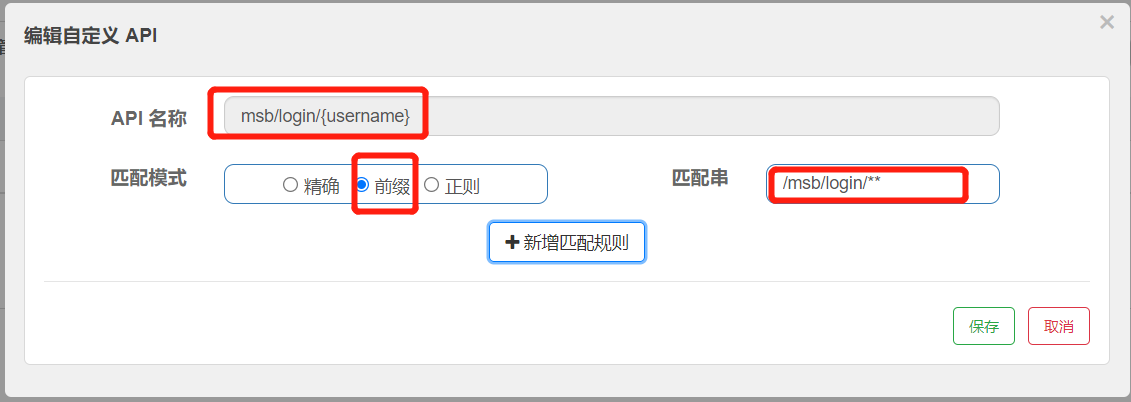 编辑自定义 API
×
API 名称
msb/login/{username}
匹配模式
精确 前缀 正则
匹配串
/msb/login/**
+ 新增匹配规则
保存 取消